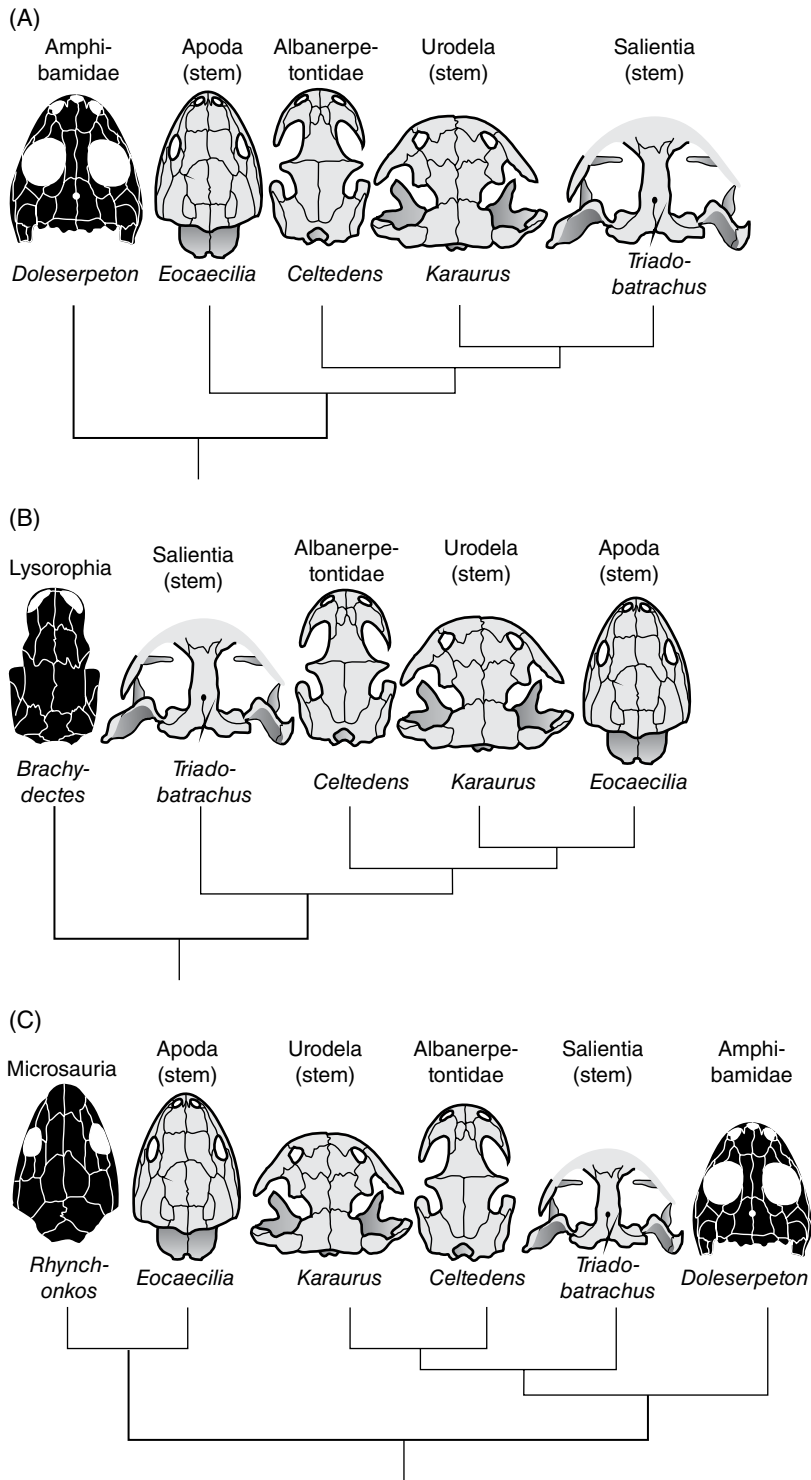 (A)
Amphi-
bamidae
Apoda
(stem)
Albanerpe-
tontidae
Urodela
(stem)
Salientia
(stem)
Doleserpeton
Eocaecilia
Celtedens
Karaurus
Triado-
batrachus
(B)
Lysorophia
Salientia
(stem)
Albanerpe-
tontidae
Urodela
(stem)
Apoda
(stem)
Brachy-
dectes
Triado-
batrachus
Celtedens
Karaurus
Eocaecilia
(C)
Microsauria
Apoda
(stem)
Urodela
(stem)
Albanerpe-
tontidae
Salientia
(stem)
Amphi-
bamidae
Rhynch-
onkos
Eocaecilia
Karaurus
Celtedens
Triado-
batrachus
Doleserpeton